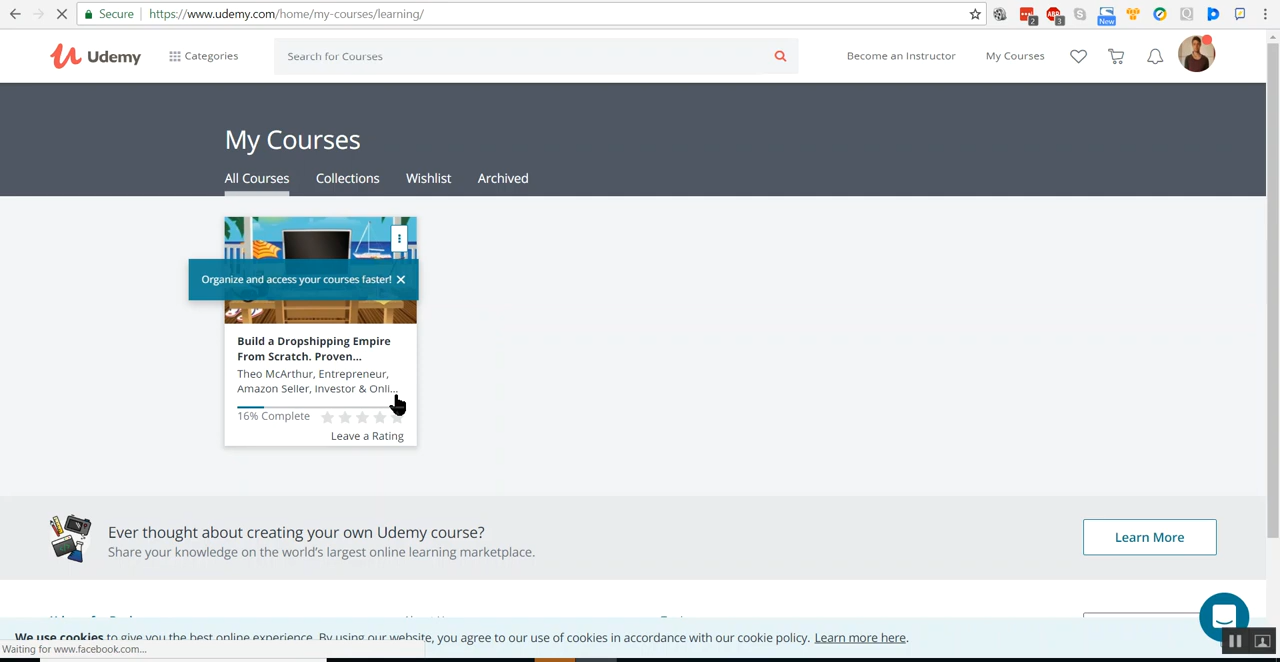 Secure https://www.udemy.com/home/my-courses/learning/
2 3 New
Udemy Categories Search for Courses Become an Instructor My Courses
My Courses
All Courses Collections Wishlist Archived
Organize and access your courses faster!
Build a Dropshipping Empire
From Scratch. Proven...
Theo McArthur, Entrepreneur,
Amazon Seller, Investor & Onli...
16% Complete
Leave a Rating
Ever thought about creating your own Udemy course?
Share your knowledge on the world's largest online learning marketplace.
Learn More
We use cookies to give you the best online experience. By using our website, you agree to our use of cookies in accordance with our cookie policy. Learn more here.
Waiting for www.facebook.com...